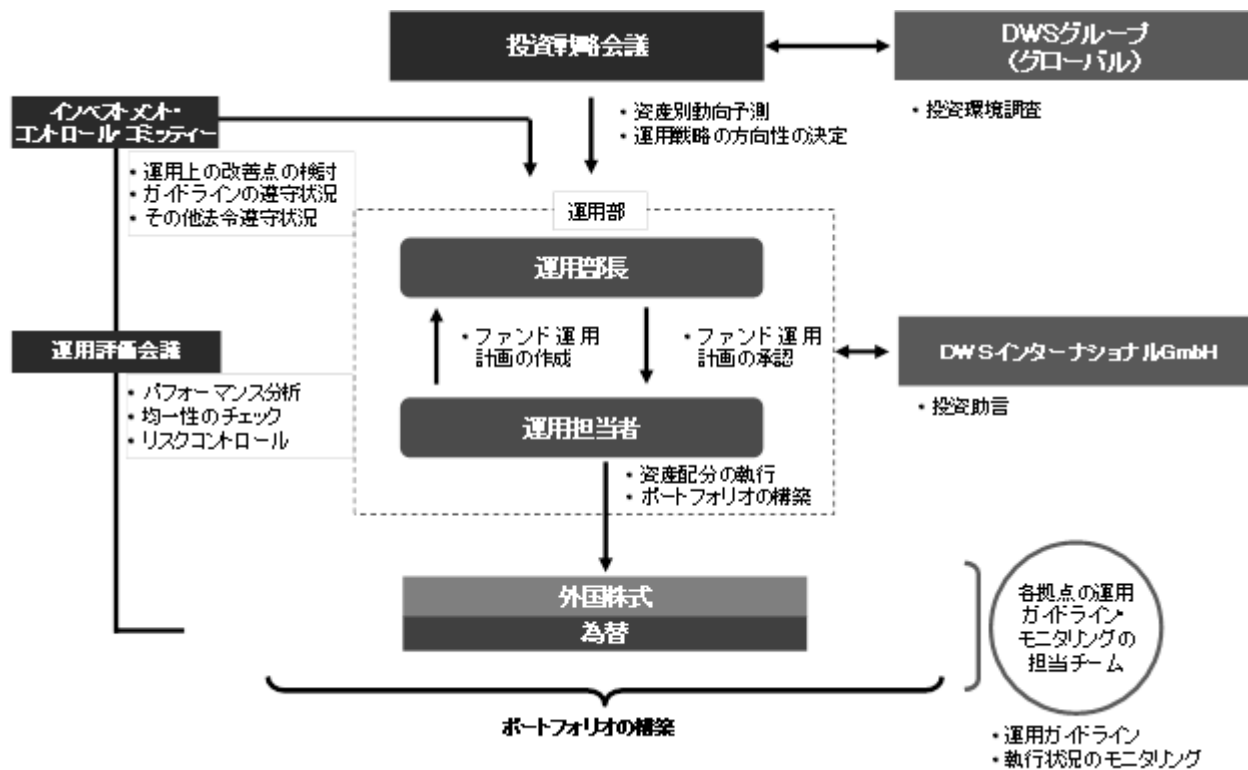 投資戦略会議
DWSグループ
(グローバル)
・資産別動向予測
・運用戦略の方向性の決定
・投資環境調査
インベストメント・
コントロール・コミッティー
・運用上の改善点の検討
・ガイドラインの遵守状況
・その他法令遵守状況
運用部
運用部長
・ファンド運用
計画の作成
・ファンド運用
計画の承認
運用評価会議
・パフォーマンス分析
・均一性のチェック
・リスクコントロール
DWSインターナショナルGmbH
・投資助言
運用担当者
・資産配分の執行
・ポートフォリオの構築
外国株式
為替
各拠点の運用
ガイドライン・
モニタリングの
担当チーム
ポートフォリオの構築
・運用ガイドライン
・執行状況のモニタリング